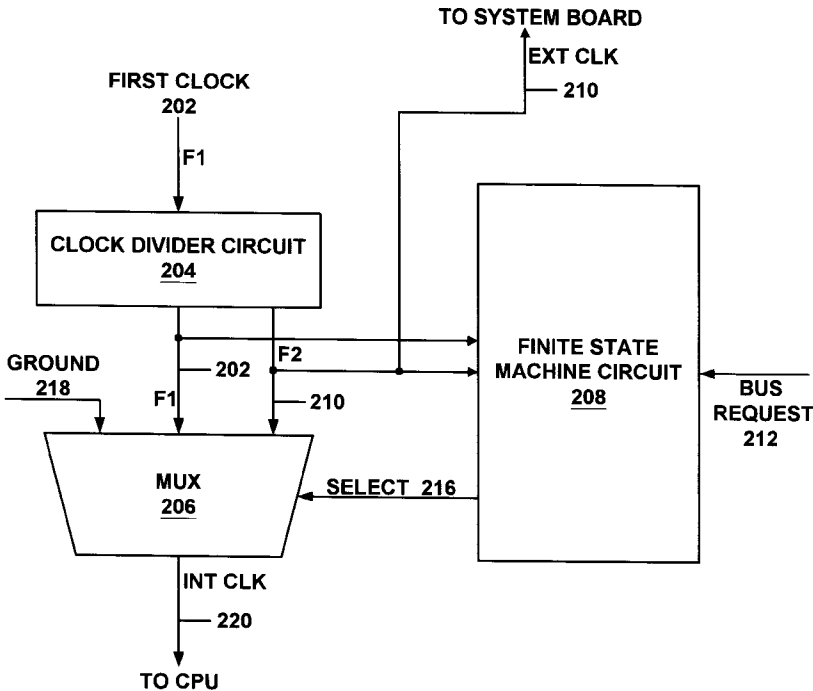 TO SYSTEM BOARD
EXT CLK
210
FIRST CLOCK
202
F1
CLOCK DIVIDER CIRCUIT
204
F2
GROUND
218
202
F1
210
FINITE STATE
MACHINE CIRCUIT
208
BUS
REQUEST
212
MUX
206
SELECT 216
INT CLK
220
TO CPU